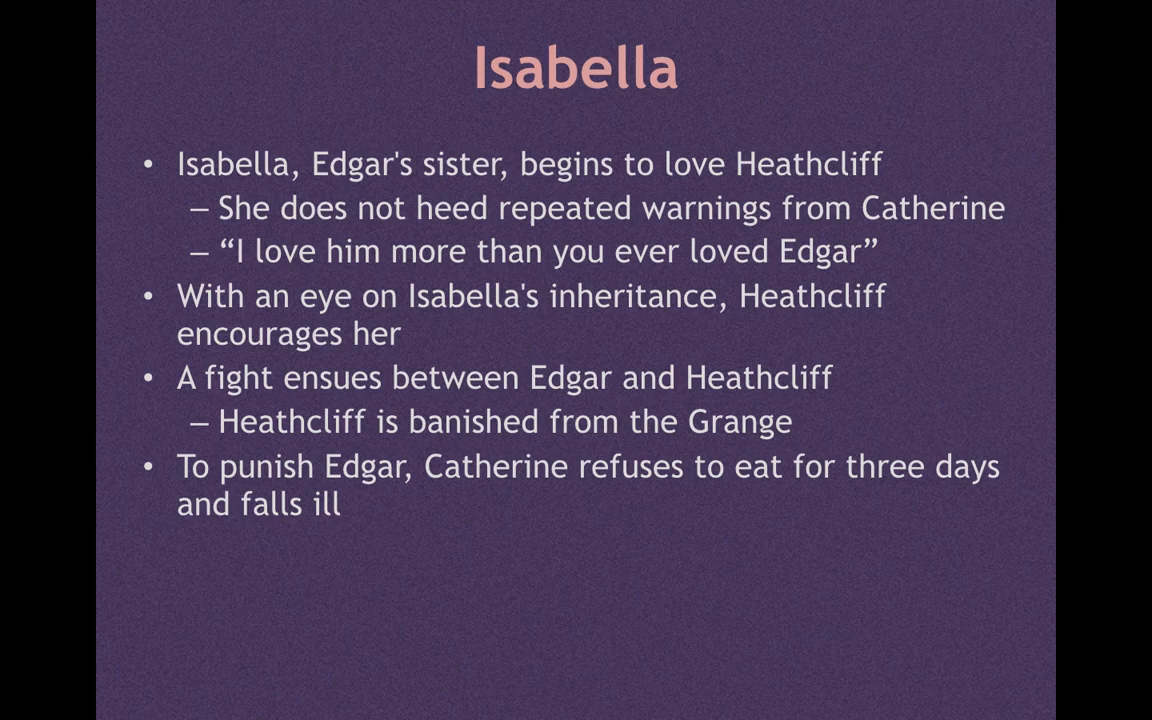 Isabella
• Isabella, Edgar's sister, begins to love Heathcliff
– She does not heed repeated warnings from Catherine
– “I love him more than you ever loved Edgar”
• With an eye on Isabella's inheritance, Heathcliff
encourages her
• A fight ensues between Edgar and Heathcliff
– Heathcliff is banished from the Grange
• To punish Edgar, Catherine refuses to eat for three days
and falls ill